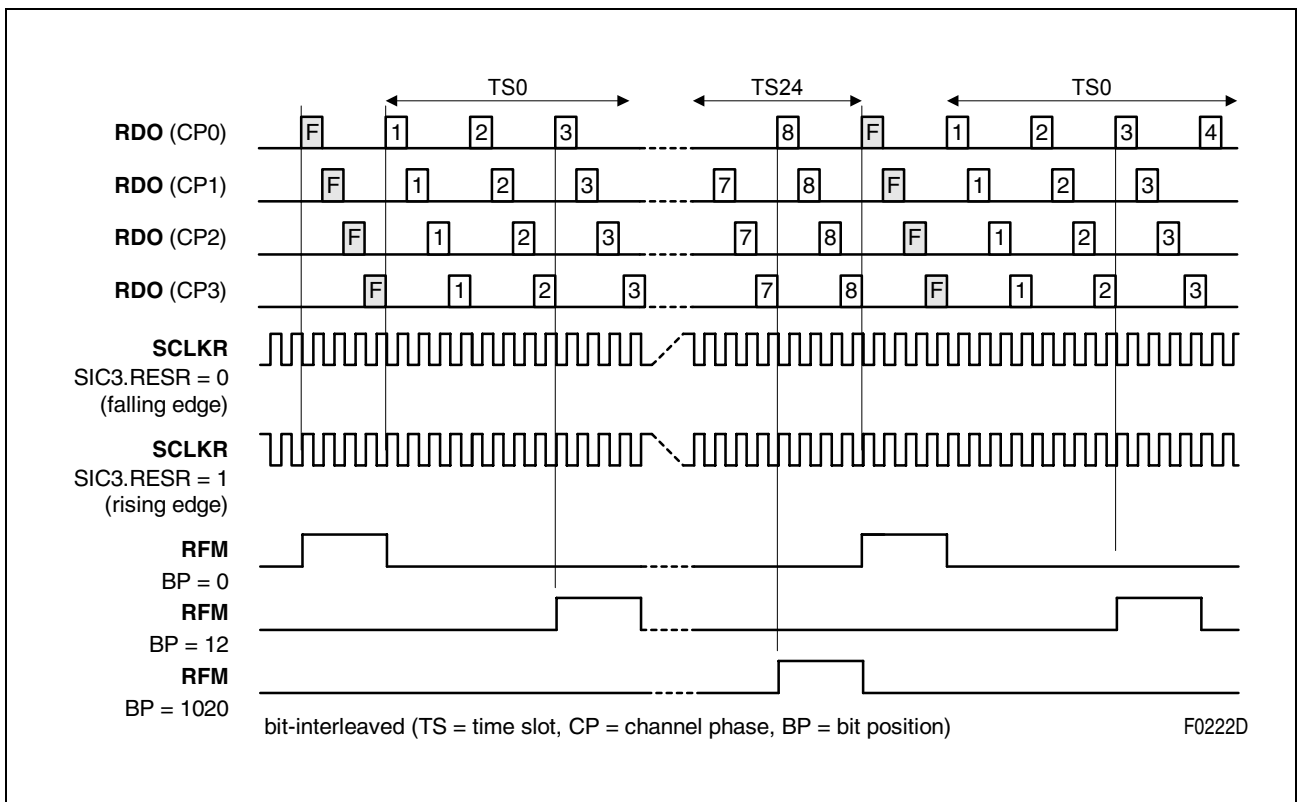 TS0 TS24 TS0
RDO (CP0) F 1 2 3 8 F 1 2 3 4
RDO (CP1) F 1 2 3 7 8 F 1 2 3
RDO (CP2) F 1 2 3 7 8 F 1 2 3
RDO (CP3) F 1 2 3 7 8 F 1 2 3
SCLKR
SIC3.RESR = 0
(falling edge)
SCLKR
SIC3.RESR = 1
(rising edge)
RFM
BP = 0
RFM
BP = 12
RFM
BP = 1020
bit-interleaved (TS = time slot, CP = channel phase, BP = bit position) F0222D